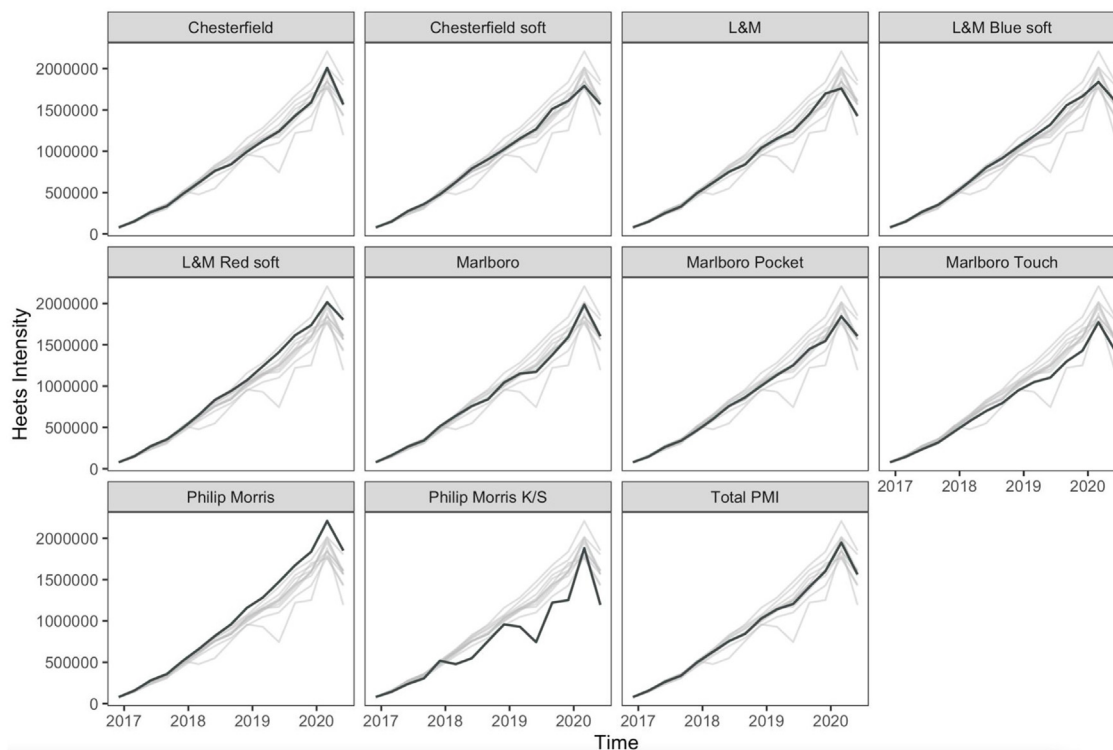 Chesterfield
Chesterfield soft
L&M
L&M Blue soft
2000000
1500000
1000000
500000
0
L&M Red soft
Marlboro
Marlboro Pocket
Marlboro Touch
2000000
1500000
1000000
500000
0
Heets Intensity
2017 2018 2019 2020
Philip Morris
Philip Morris K/S
Total PMI
2000000
1500000
1000000
500000
0
2017 2018 2019 2020
2017 2018 2019 2020
2017 2018 2019 2020
Time